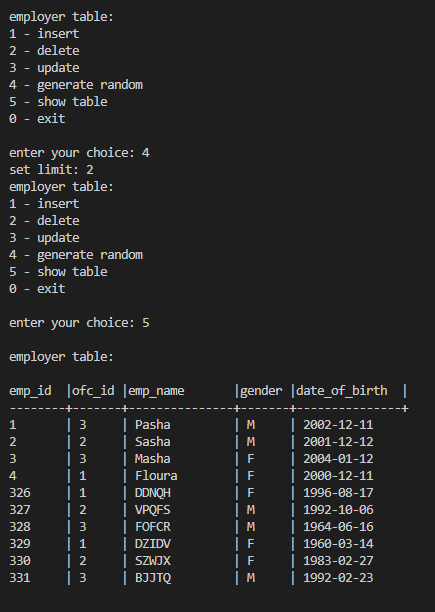 employer table:
1 - insert
2 - delete
3 - update
4 - generate random
5 - show table
0 - exit
enter your choice: 4
set limit: 2
employer table:
1 - insert
2 - delete
3 - update
4 - generate random
5 - show table
0 - exit
enter your choice: 5
employer table:
emp_id |ofc_id |emp_name |gender |date_of_birth |
--------+-------+---------------+-------+---------------+
1 | 3 | Pasha | M | 2002-12-11
2 | 2 | Sasha | M | 2001-12-12
3 | 3 | Masha | F | 2004-01-12
4 | 1 | Floura | F | 2000-12-11
326 | 1 | DDNQH | F | 1996-08-17
327 | 2 | VPQFS | M | 1992-10-06
328 | 3 | FOFCR | M | 1964-06-16
329 | 1 | DZIDV | F | 1960-03-14
330 | 2 | SZWJX | F | 1983-02-27
331 | 3 | BJJTQ | M | 1992-02-23